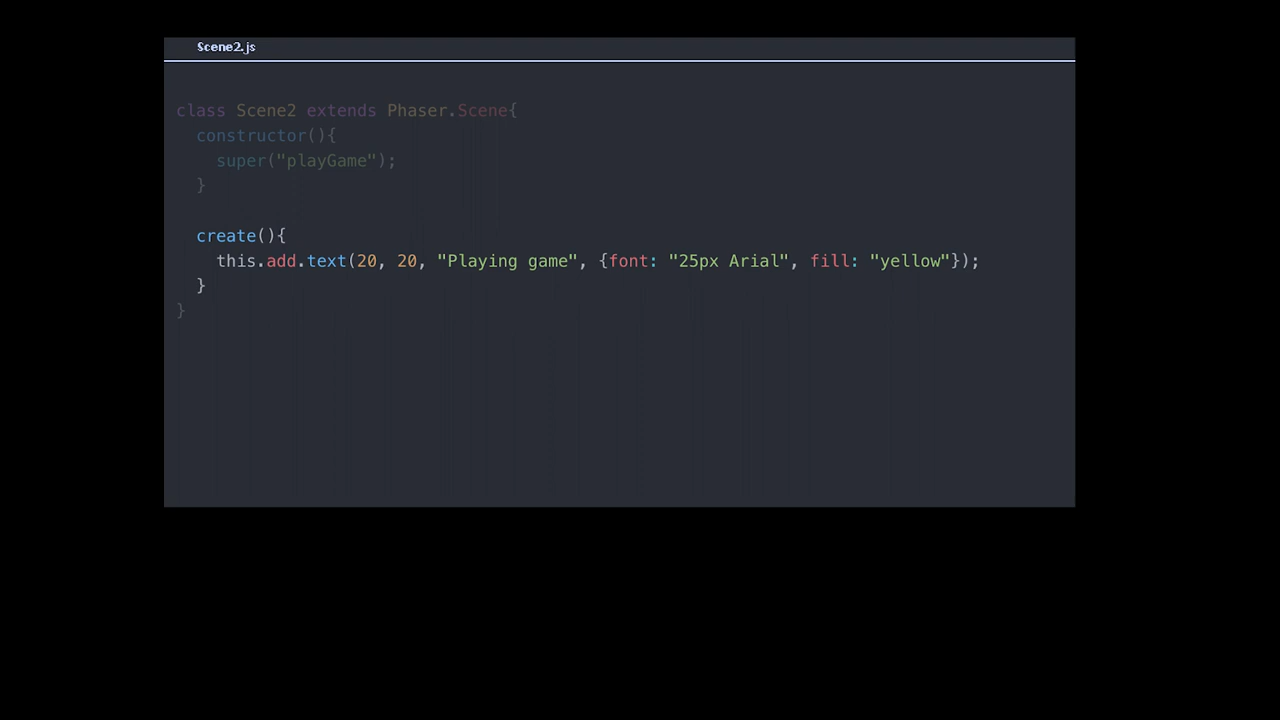 Scene2.js
class Scene2 extends Phaser.Scene{
constructor(){
super("playGame");
}
create(){
this.add.text(20, 20, "Playing game", {font: "25px Arial", fill: "yellow"});
}
}